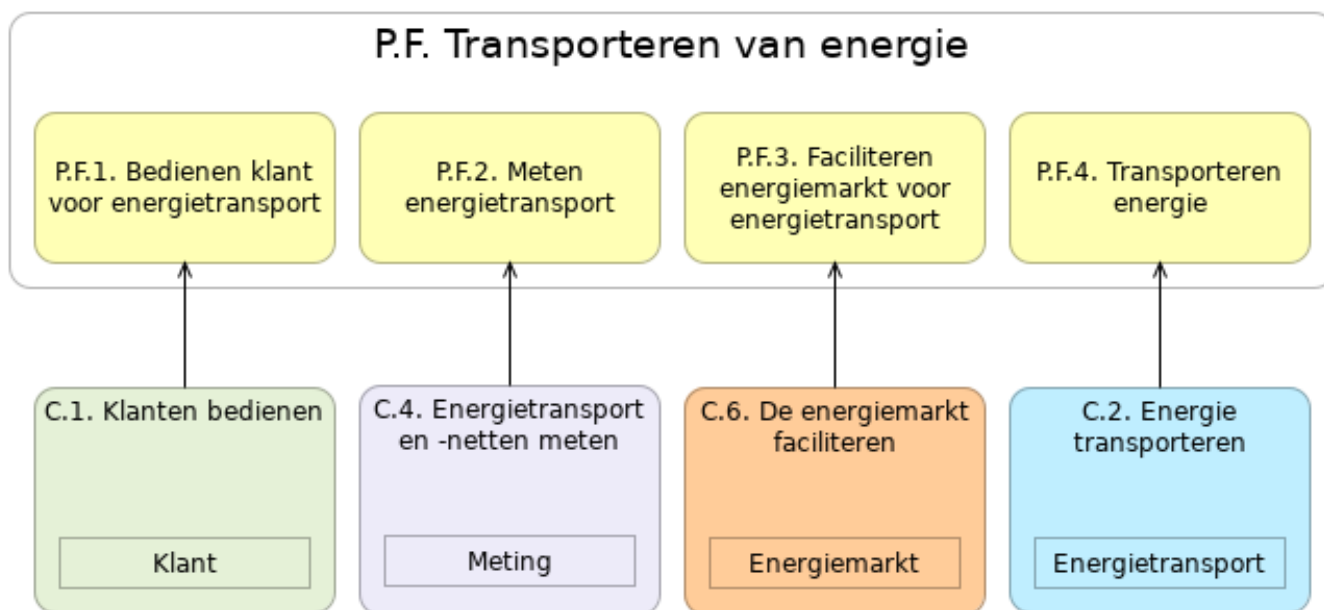 P.F. Transporteren van energie
P.F.1. Bedienen klant
voor energietransport
P.F.2. Meten
energietransport
P.F.3. Faciliteren
energiemarkt voor
energietransport
P.F.4. Transporteren
energie
C.1. Klanten bedienen
Klant
C.4. Energietransport
en -netten meten
Meting
C.6. De energiemarkt
faciliteren
Energiemarkt
C.2. Energie
transporteren
Energietransport